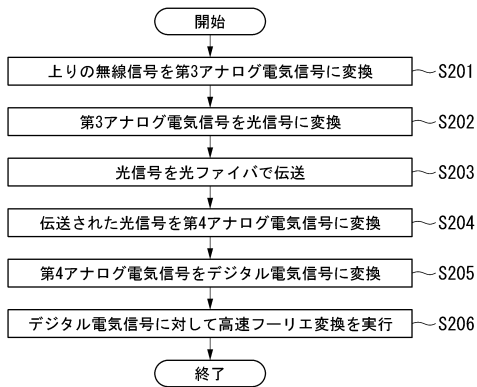 開始
上りの無線信号を第3アナログ電気信号に変換 S201
第3アナログ電気信号を光信号に変換 S202
光信号を光ファイバで伝送 S203
伝送された光信号を第4アナログ電気信号に変換 S204
第4アナログ電気信号をデジタル電気信号に変換 S205
デジタル電気信号に対して高速フーリエ変換を実行 S206
終了